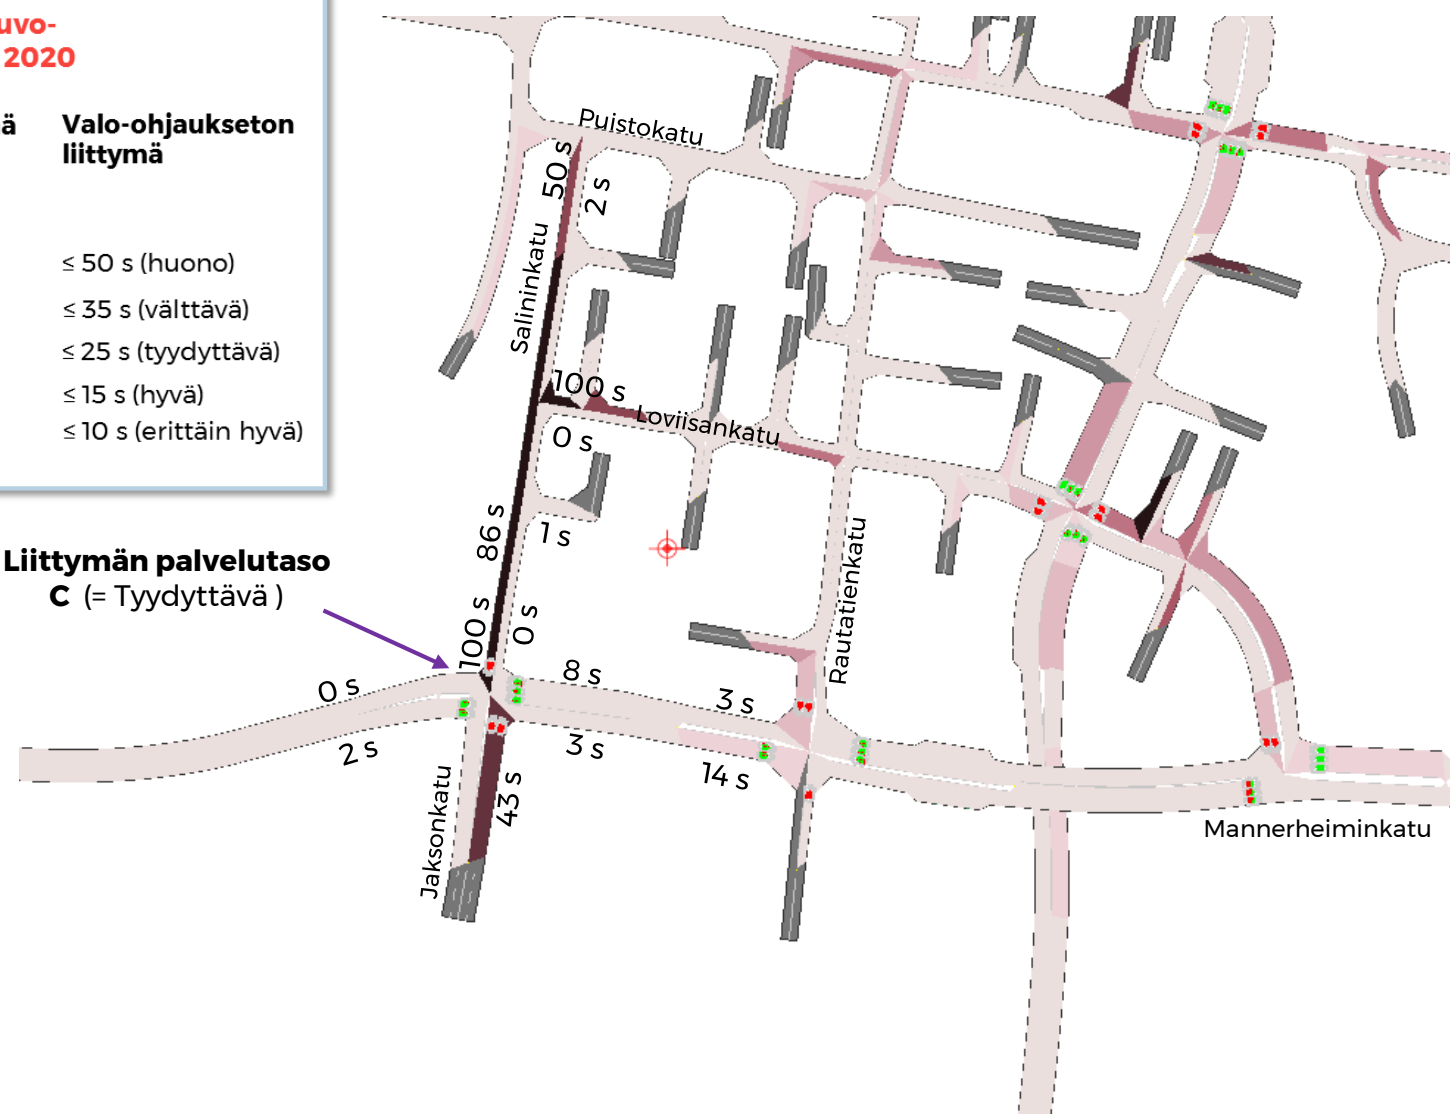 uvo-
2020
ä
Valo-ohjaukseton
liittymä
≤ 50 s (huono)
≤ 35 s (välttävä)
≤ 25 s (tyydyttävä)
≤ 15 s (hyvä)
≤ 10 s (erittäin hyvä)
Liittymän palvelutaso
C (= Tyydyttävä )
Puistokatu
50 s
2 s
Salininkatu
100 s
Loviisankatu
0 s
86 s
1 s
100 s
0 s
Rautatienkatu
0 s
8 s
3 s
2 s
3 s
14 s
43 s
Jaksonkatu
Mannerheiminkatu